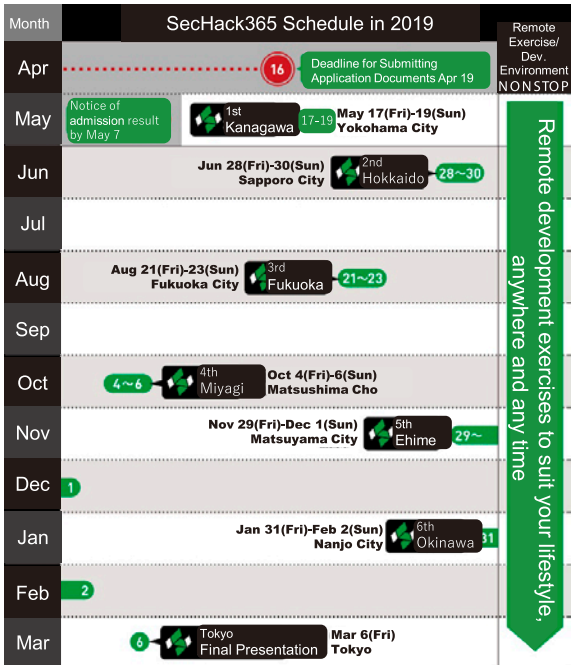 Month
SecHack365 Schedule in 2019
Remote
Exercise/
Dev.
Environment
NONSTOP
Apr
16
Deadline for Submitting
Application Documents Apr 19
May
Notice of
admission result
by May 7
1st
Kanagawa
17-19
May 17(Fri)-19(Sun)
Yokohama City
Jun
Jun 28(Fri)-30(Sun)
Sapporo City
2nd
Hokkaido
28~30
Jul
Aug
Aug 21(Fri)-23(Sun)
Fukuoka City
3rd
Fukuoka
21~23
Sep
Oct
4~6
4th
Miyagi
Oct 4(Fri)-6(Sun)
Matsushima Cho
Nov
Nov 29(Fri)-Dec 1(Sun)
Matsuyama City
5th
Ehime
29~
Dec
1
Jan
Jan 31(Fri)-Feb 2(Sun)
Nanjo City
6th
Okinawa
31
Feb
2
Mar
6
Tokyo
Final Presentation
Mar 6(Fri)
Tokyo
Remote development exercises to suit your lifestyle,
anywhere and any time